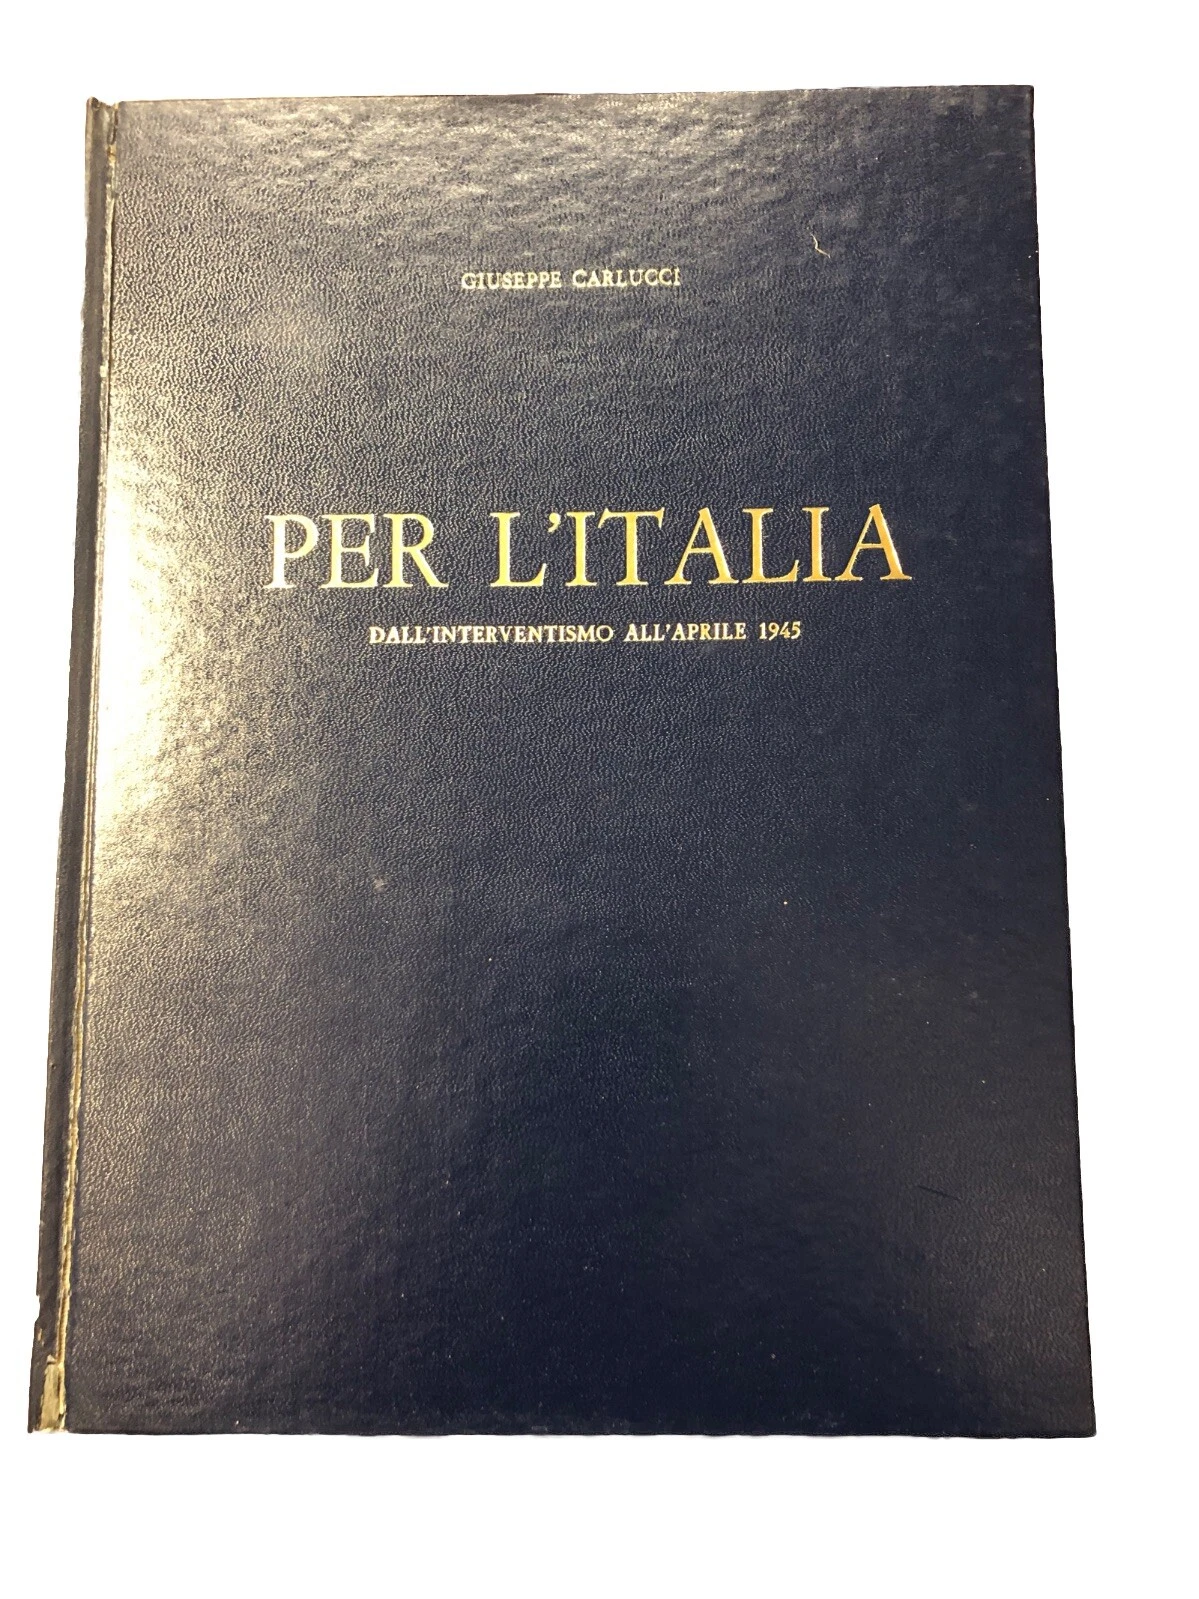 GIUSEPPE CARLUCCI
PER L'ITALIA
DALL'INTERVENTISMO ALL'APRILE 1945